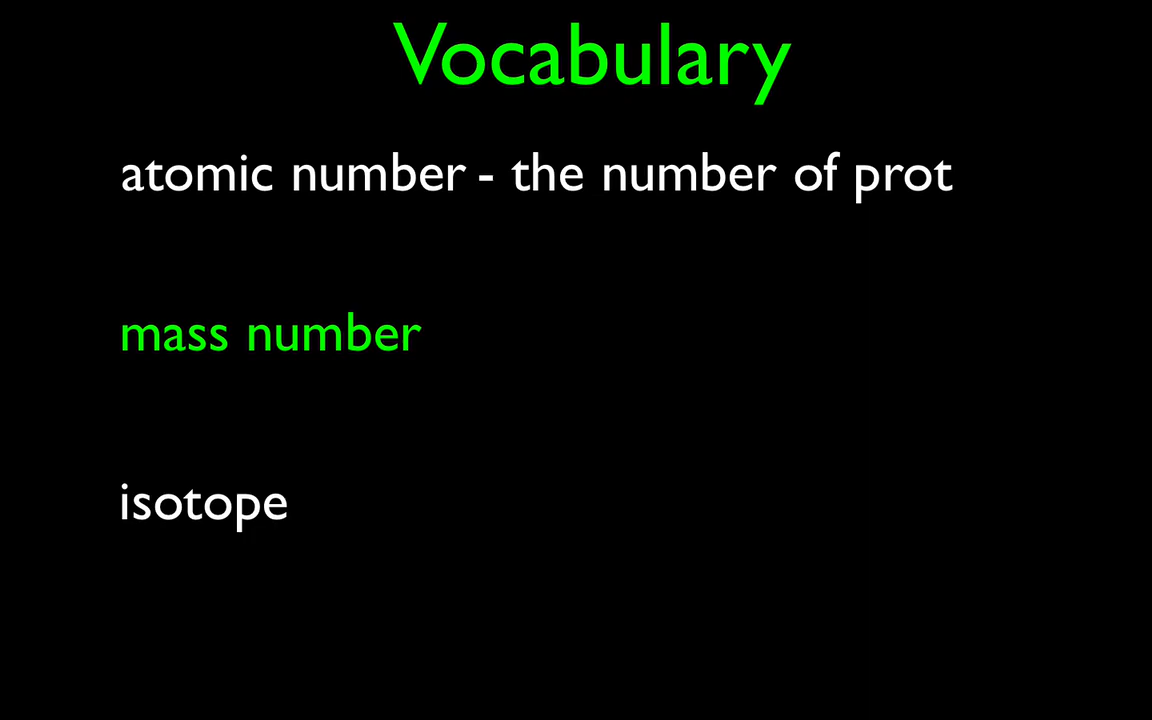 Vocabulary
atomic number - the number of prot
mass number
isotope